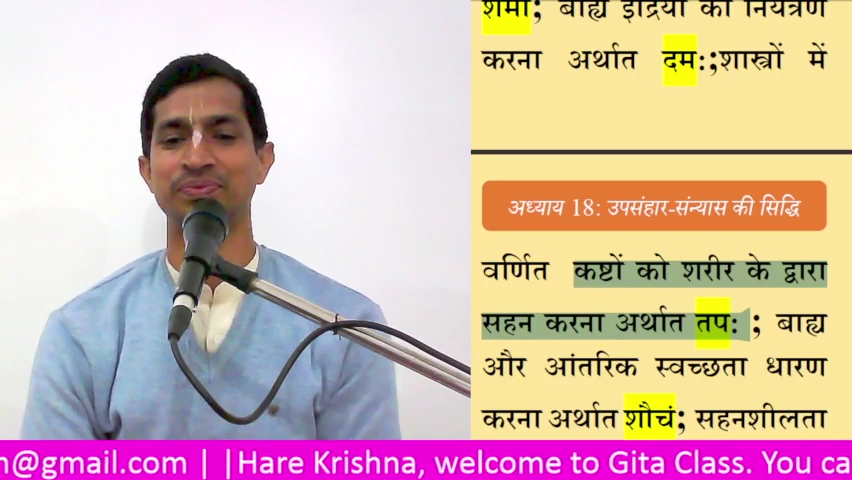 शमो; बाह्य इंद्रियों को नियंत्रण
करना अर्थात दम:;शास्त्रों में
अध्याय 18: उपसंहार-संन्यास की सिद्धि
वर्णित कष्टों को शरीर के द्वारा
सहन करना अर्थात तप: ; बाह्य
और आंतरिक स्वच्छता धारण
करना अर्थात शौचं; सहनशीलता
@gmail.com | |Hare Krishna, welcome to Gita Class. You